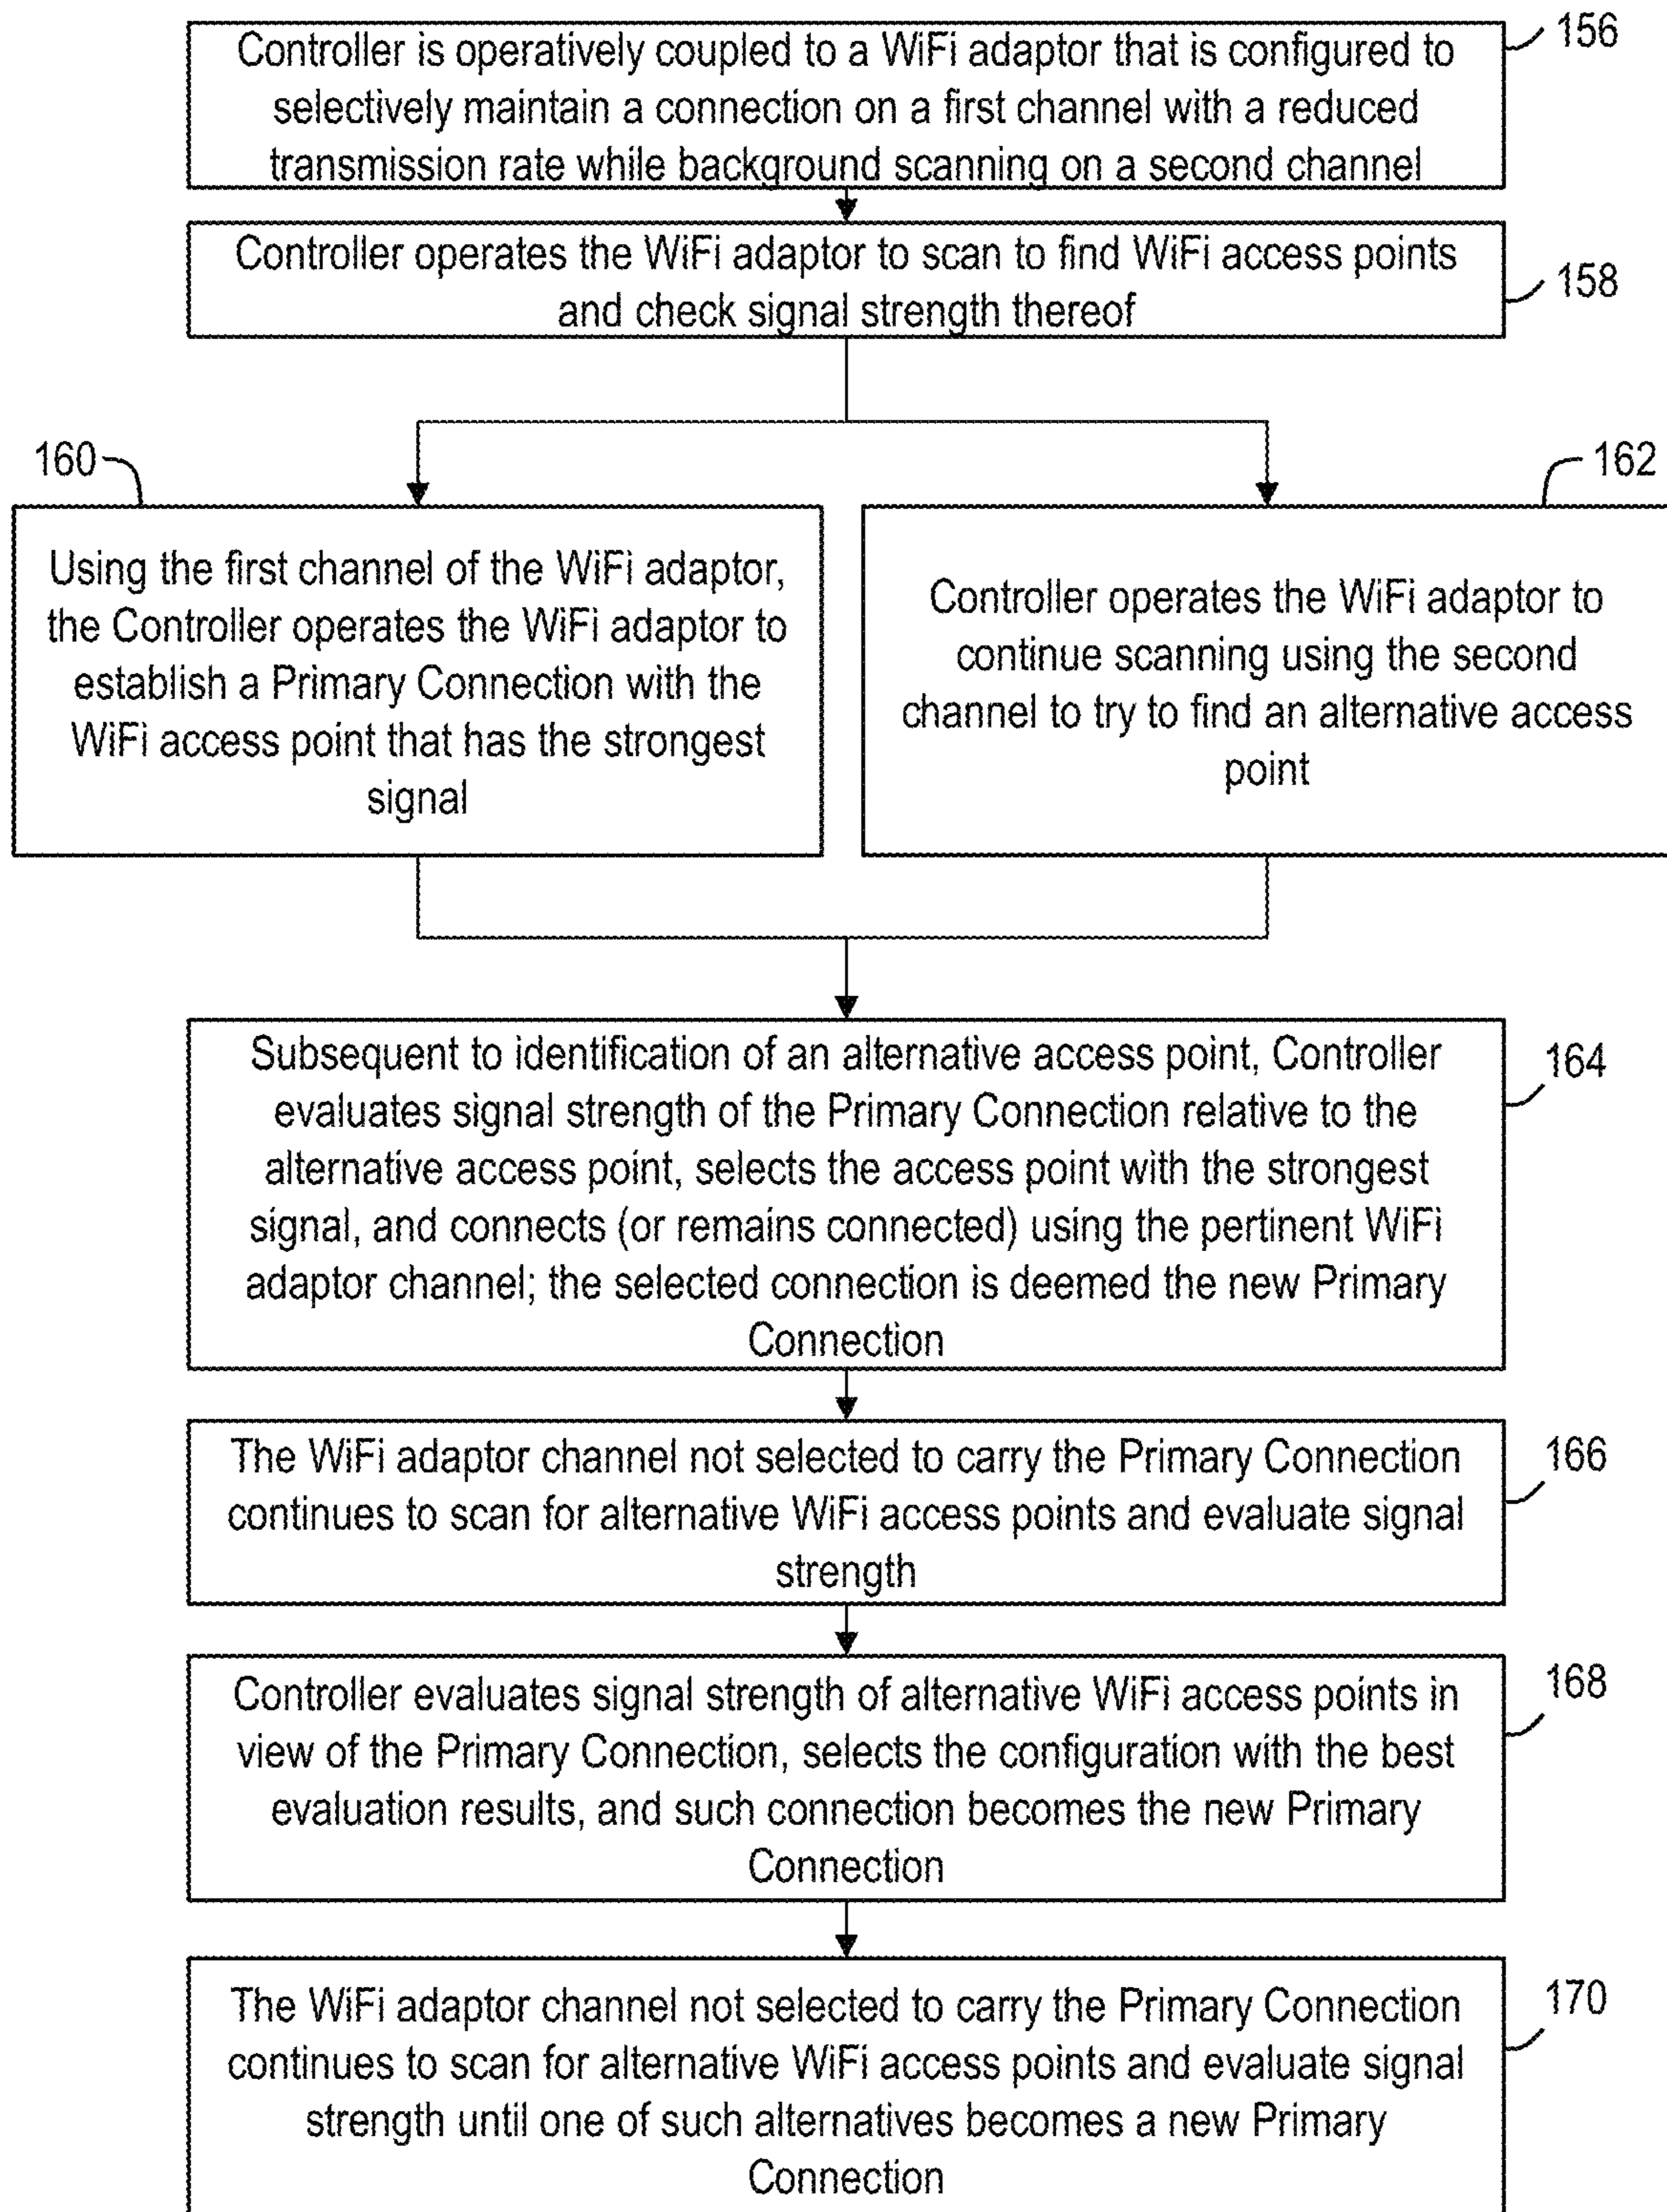 Controller is operatively coupled to a WiFi adaptor that is configured to
selectively maintain a connection on a first channel with a reduced
transmission rate while background scanning on a second channel
156
Controller operates the WiFi adaptor to scan to find WiFi access points
and check signal strength thereof
158
160
Using the first channel of the WiFi adaptor,
the Controller operates the WiFi adaptor to
establish a Primary Connection with the
WiFi access point that has the strongest
signal
162
Controller operates the WiFi adaptor to
continue scanning using the second
channel to try to find an alternative access
point
Subsequent to identification of an alternative access point, Controller
evaluates signal strength of the Primary Connection relative to the
alternative access point, selects the access point with the strongest
signal, and connects (or remains connected) using the pertinent WiFi
adaptor channel; the selected connection is deemed the new Primary
Connection
164
The WiFi adaptor channel not selected to carry the Primary Connection
continues to scan for alternative WiFi access points and evaluate signal
strength
166
Controller evaluates signal strength of alternative WiFi access points in
view of the Primary Connection, selects the configuration with the best
evaluation results, and such connection becomes the new Primary
Connection
168
The WiFi adaptor channel not selected to carry the Primary Connection
continues to scan for alternative WiFi access points and evaluate signal
strength until one of such alternatives becomes a new Primary
Connection
170